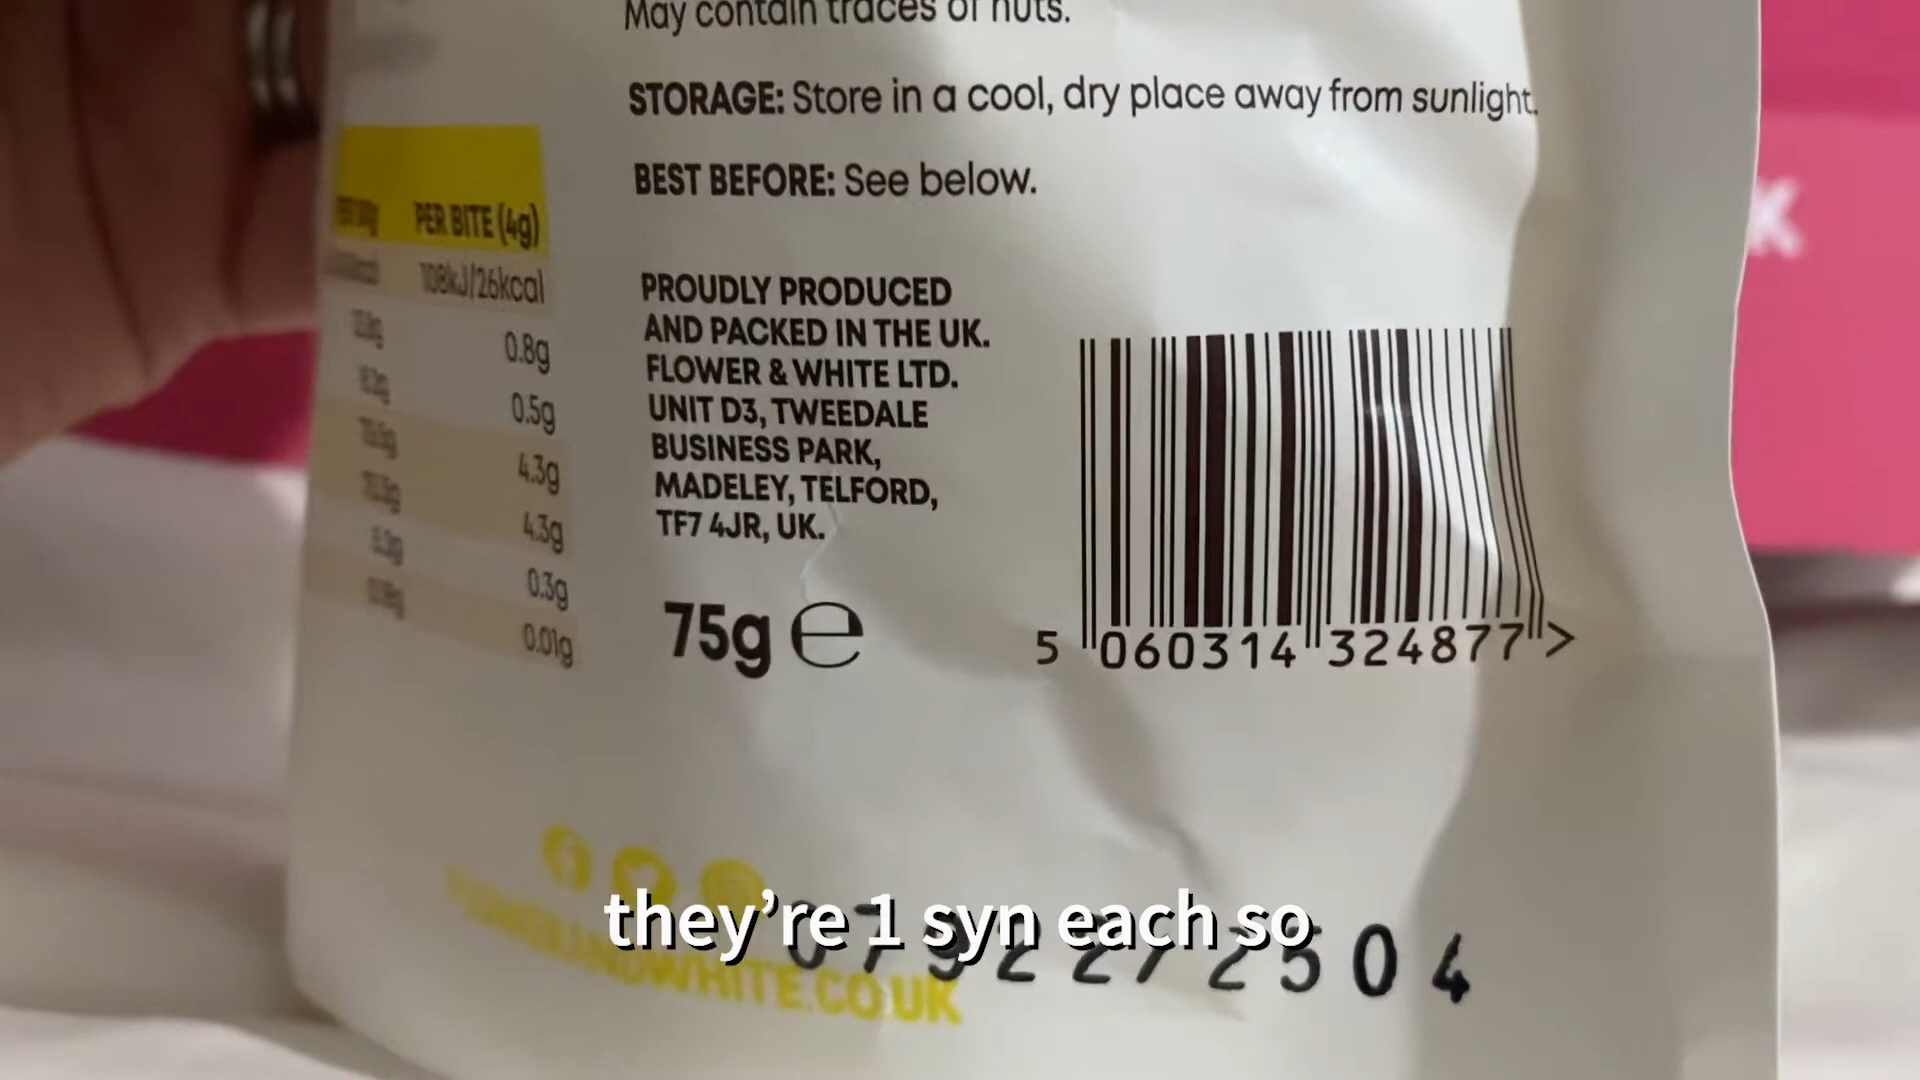 May contain traces of nuts.
STORAGE: Store in a cool, dry place away from sunlight.
BEST BEFORE: See below.
PER BITE (4g)
108kJ/26kcal
0.8g
0.5g
4.3g
4.3g
0.3g
0.01g
PROUDLY PRODUCED
AND PACKED IN THE UK.
FLOWER & WHITE LTD.
UNIT D3, TWEEDALE
BUSINESS PARK,
MADELEY, TELFORD,
TF7 4JR, UK.
75g e
5 060314 324877 >
they're 1 syn each so
K